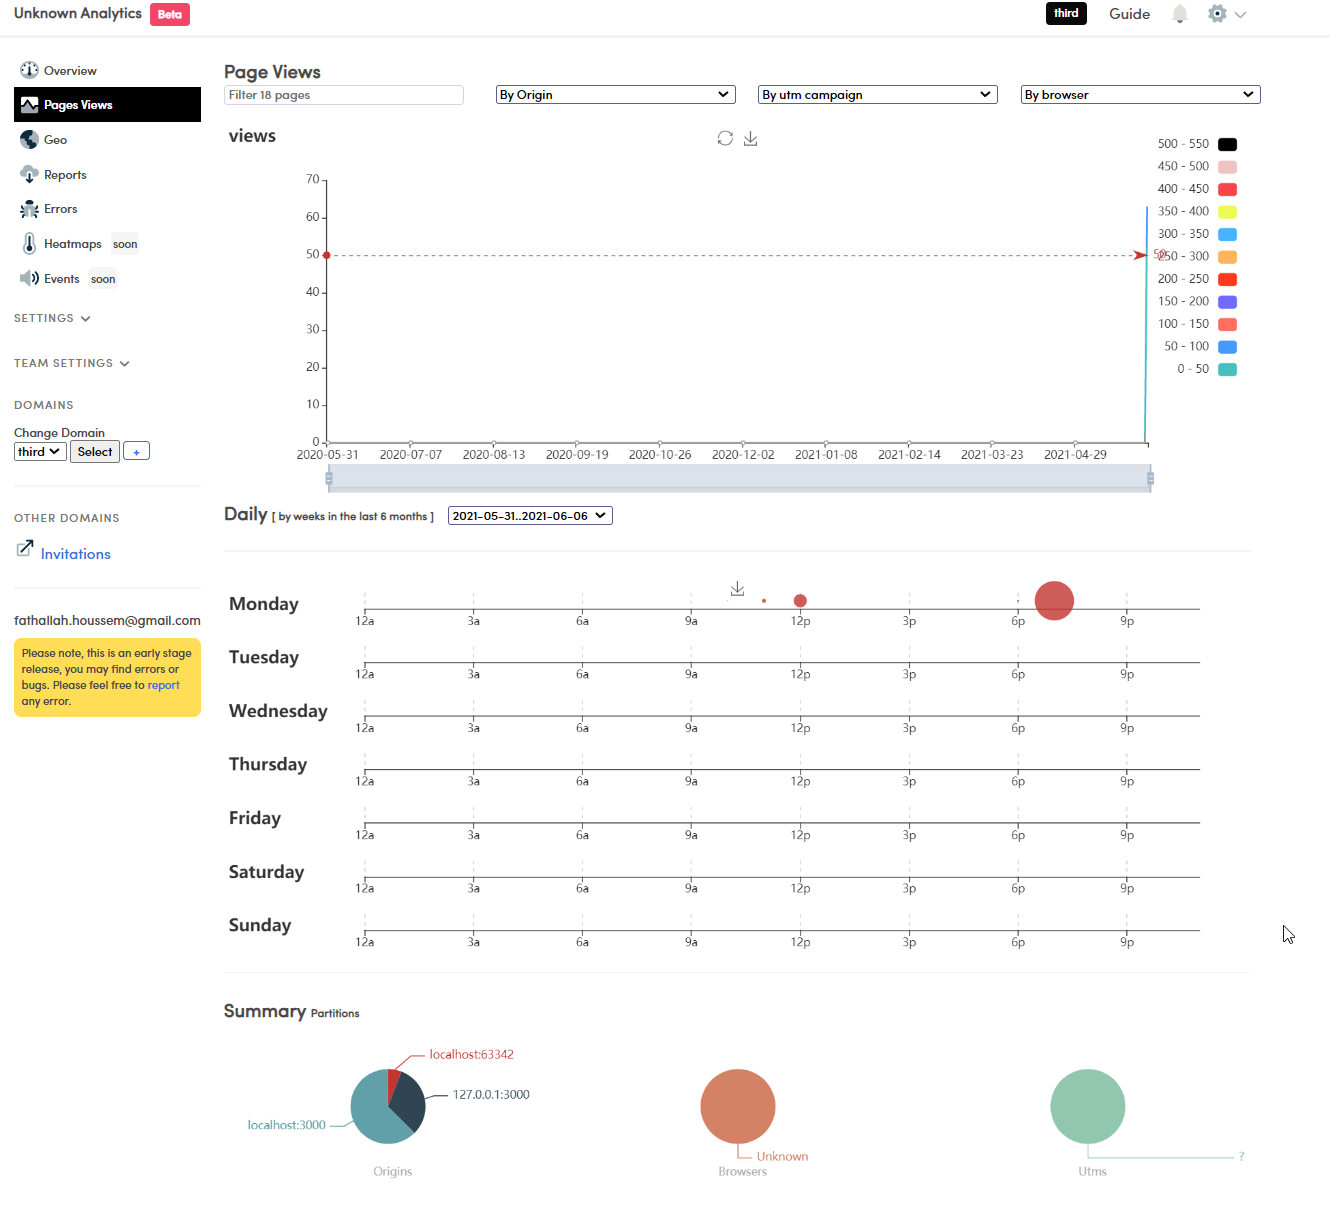 Unknown Analytics Beta
third Guide
Overview
Pages Views
Geo
Reports
Errors
Heatmaps soon
Events soon
SETTINGS
TEAM SETTINGS
DOMAINS
Change Domain
third Select +
OTHER DOMAINS
Invitations
fathallah.houssem@gmail.com
Please note, this is an early stage
release, you may find errors or
bugs. Please feel free to report
any error.
Page Views
Filter 18 pages By Origin By utm campaign By browser
views
70
60
50
40
30
20
10
0
50
2020-05-31 2020-07-07 2020-08-13 2020-09-19 2020-10-26 2020-12-02 2021-01-08 2021-02-14 2021-03-23 2021-04-29
500 - 550
450 - 500
400 - 450
350 - 400
300 - 350
250 - 300
200 - 250
150 - 200
100 - 150
50 - 100
0 - 50
Daily [ by weeks in the last 6 months ] 2021-05-31..2021-06-06
Monday
12a 3a 6a 9a 12p 3p 6p 9p
Tuesday
12a 3a 6a 9a 12p 3p 6p 9p
Wednesday
12a 3a 6a 9a 12p 3p 6p 9p
Thursday
12a 3a 6a 9a 12p 3p 6p 9p
Friday
12a 3a 6a 9a 12p 3p 6p 9p
Saturday
12a 3a 6a 9a 12p 3p 6p 9p
Sunday
12a 3a 6a 9a 12p 3p 6p 9p
Summary Partitions
localhost:63342
127.0.0.1:3000
localhost:3000
Origins
Unknown
Browsers
?
Utms